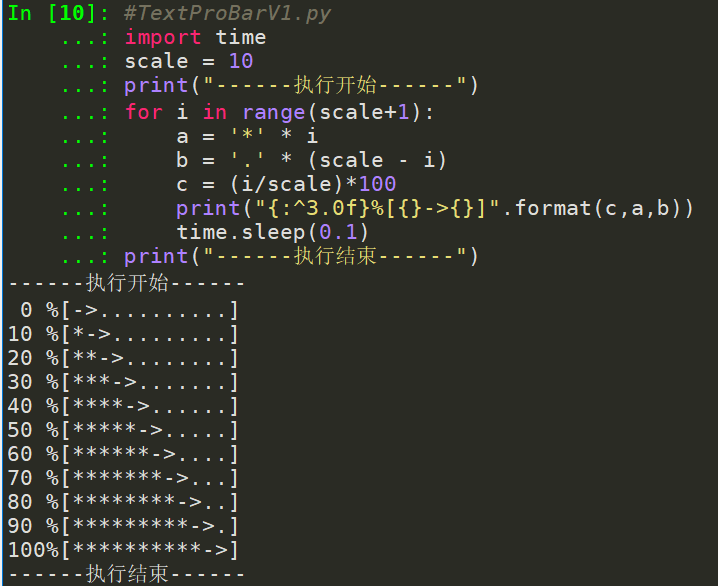 In [10]: #TextProBarV1.py
    ...: import time
    ...: scale = 10
    ...: print("------执行开始------")
    ...: for i in range(scale+1):
    ...:     a = '*' * i
    ...:     b = '.' * (scale - i)
    ...:     c = (i/scale)*100
    ...:     print("{:^3.0f}%[{}->{}]".format(c,a,b))
    ...:     time.sleep(0.1)
    ...: print("------执行结束------")
------执行开始------
 0 %[->..........]
10 %[*->.........]
20 %[**->........]
30 %[***->.......]
40 %[****->......]
50 %[*****->.....]
60 %[******->....]
70 %[*******->...]
80 %[********->..]
90 %[*********->.]
100%[**********->]
------执行结束------